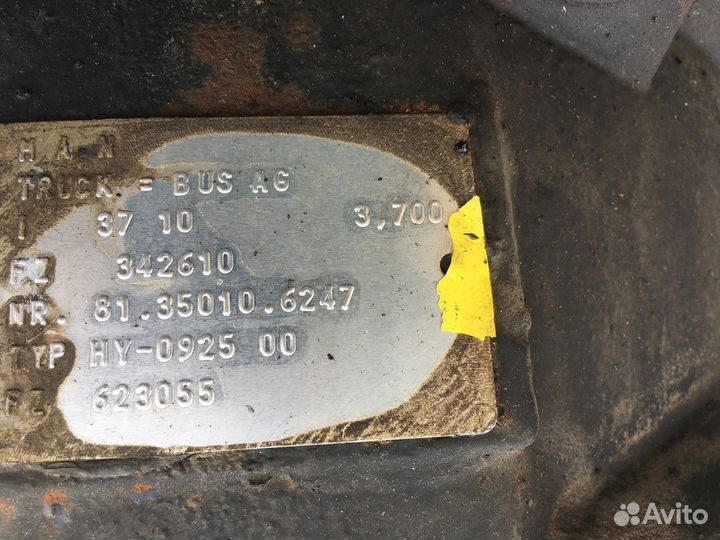 M.A.N
TRUCK = BUS AG
I 37 10 3,700
FZ 342610
NR. 81.35010.6247
TYP HY-0925 00
FZ 623055
Avito